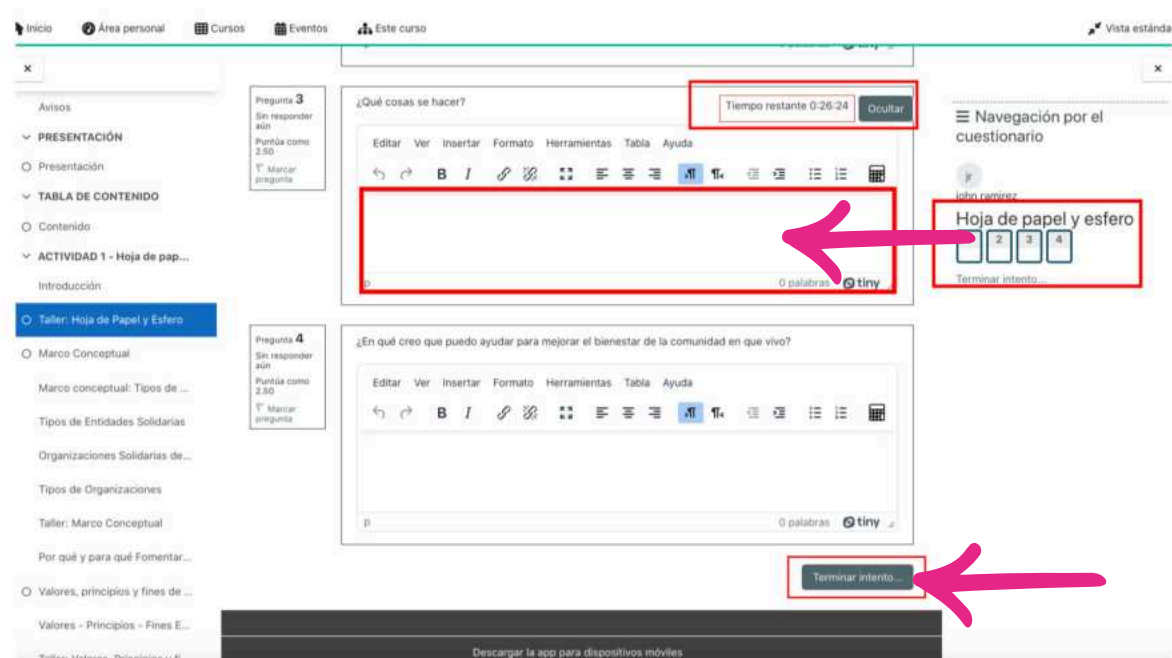 Inicio Área personal Cursos Eventos Este curso Vista estánda
Avisos
PRESENTACIÓN
Presentación
TABLA DE CONTENIDO
Contenido
ACTIVIDAD 1 - Hoja de pap...
Introducción
Taller: Hoja de Papel y Esfero
Marco Conceptual
Marco conceptual: Tipos de ...
Tipos de Entidades Solidarias
Organizaciones Solidarias de...
Tipos de Organizaciones
Taller: Marco Conceptual
Por qué y para qué Fomentar...
Valores, principios y fines de ...
Valores - Principios - Fines E...
Pregunta 3
Sin responder
aún
Puntúa como
2.50
Marcar
pregunta
¿Qué cosas se hacer?
Tiempo restante 0:26:24 Ocultar
Editar Ver Insertar Formato Herramientas Tabla Ayuda
B I
p 0 palabras tiny
Pregunta 4
Sin responder
aún
Puntúa como
2.50
Marcar
pregunta
¿En qué creo que puedo ayudar para mejorar el bienestar de la comunidad en que vivo?
Editar Ver Insertar Formato Herramientas Tabla Ayuda
B I
p 0 palabras tiny
Terminar intento...
Descargar la app para dispositivos móviles
Navegación por el
cuestionario
jr
john ramirez
Hoja de papel y esfero
2 3 4
Terminar intento...